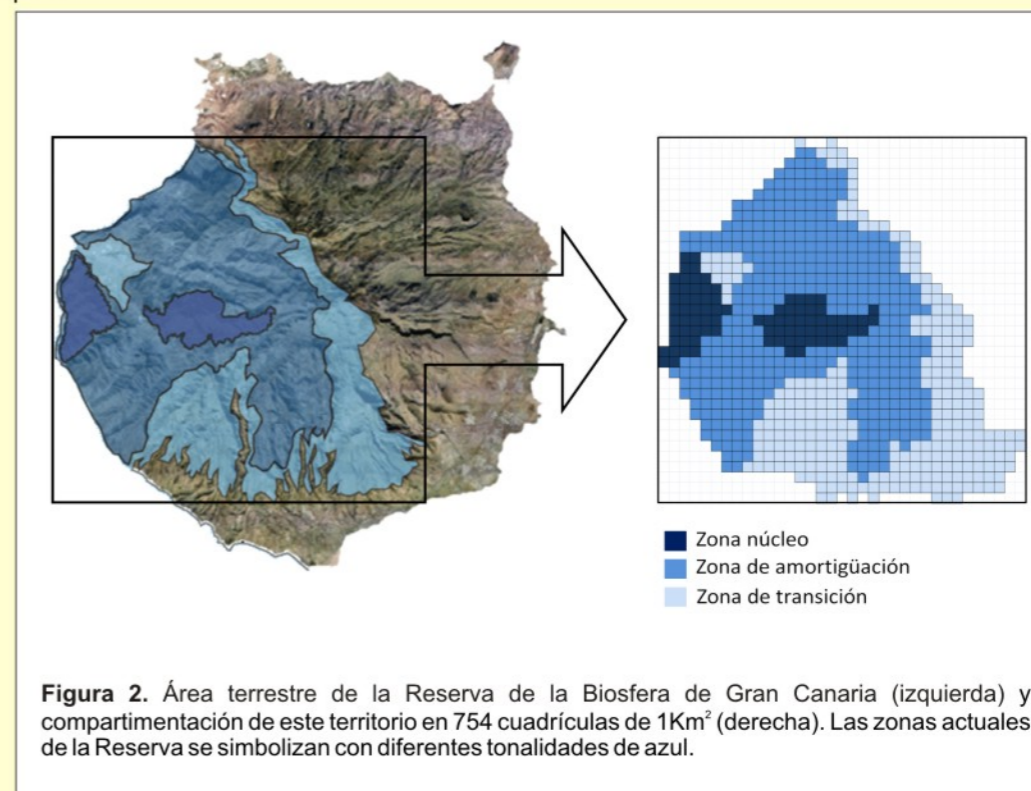 Zona núcleo
Zona de amortigüación
Zona de transición
Figura 2. Área terrestre de la Reserva de la Biosfera de Gran Canaria (izquierda) y
compartimentación de este territorio en 754 cuadrículas de 1Km² (derecha). Las zonas actuales
de la Reserva se simbolizan con diferentes tonalidades de azul.